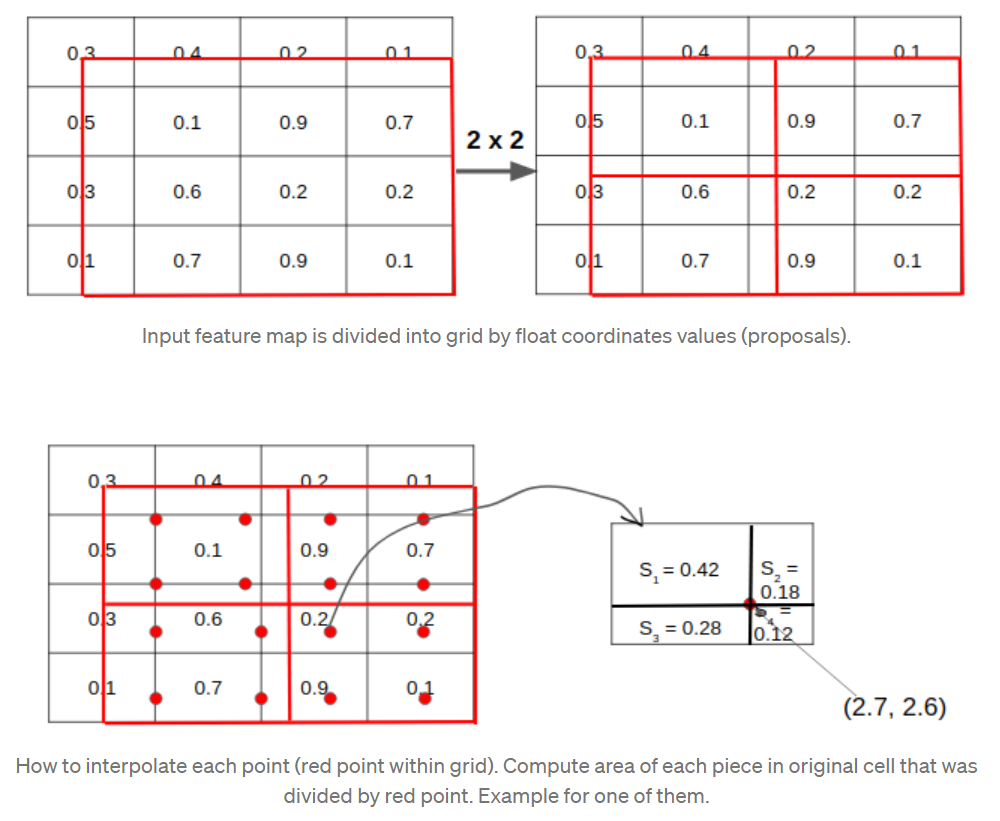 0.3 0.4 0.2 0.1
0.5 0.1 0.9 0.7
0.3 0.6 0.2 0.2
0.1 0.7 0.9 0.1
2 x 2
0.3 0.4 0.2 0.1
0.5 0.1 0.9 0.7
0.3 0.6 0.2 0.2
0.1 0.7 0.9 0.1
Input feature map is divided into grid by float coordinates values (proposals).
0.3 0.4 0.2 0.1
0.5 0.1 0.9 0.7
0.3 0.6 0.2 0.2
0.1 0.7 0.9 0.1
S₁ = 0.42
S₂ =
0.18
S₃ = 0.28
₄ =
0.12
(2.7, 2.6)
How to interpolate each point (red point within grid). Compute area of each piece in original cell that was
divided by red point. Example for one of them.